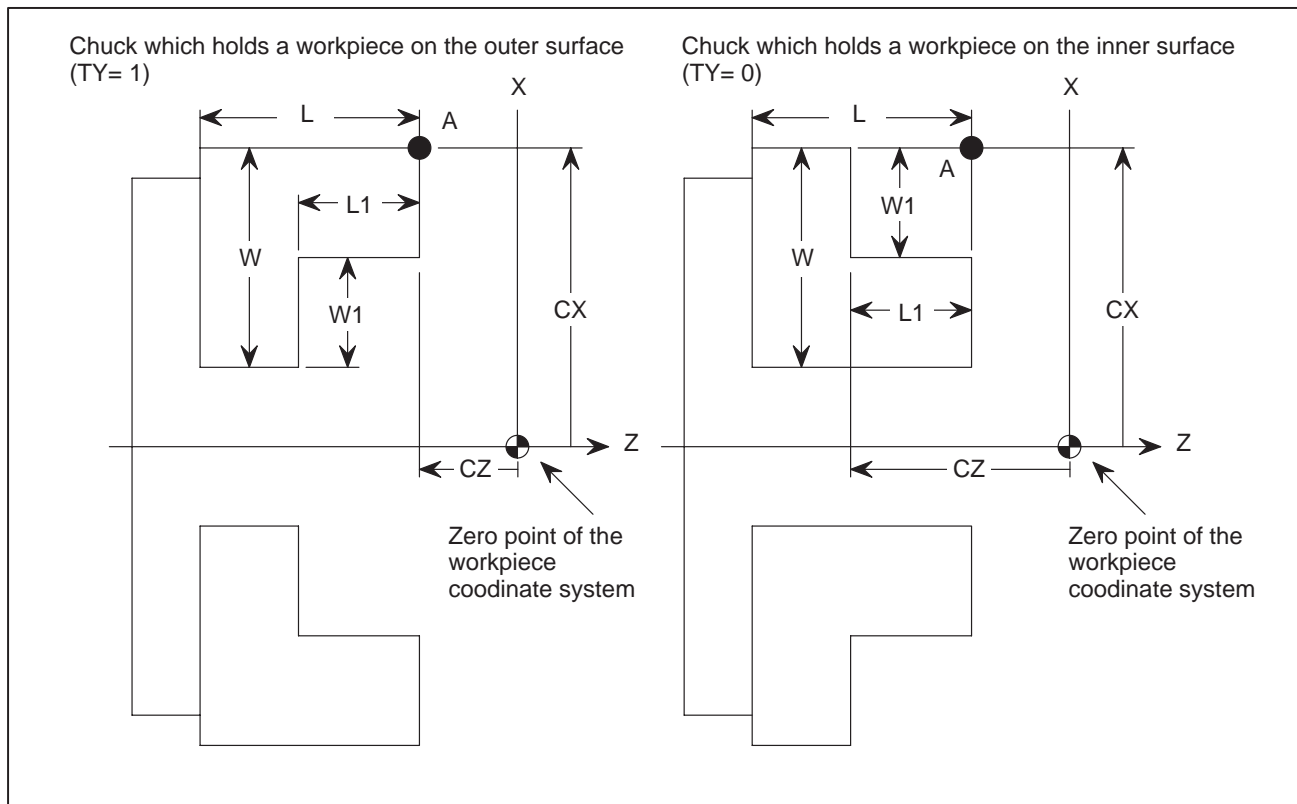 Chuck which holds a workpiece on the outer surface
(TY= 1)
L
A
X
L1
W
W1
CX
Z
CZ
Zero point of the
workpiece
coodinate system
Chuck which holds a workpiece on the inner surface
(TY= 0)
X
L
A
W1
W
L1
CX
Z
CZ
Zero point of the
workpiece
coodinate system